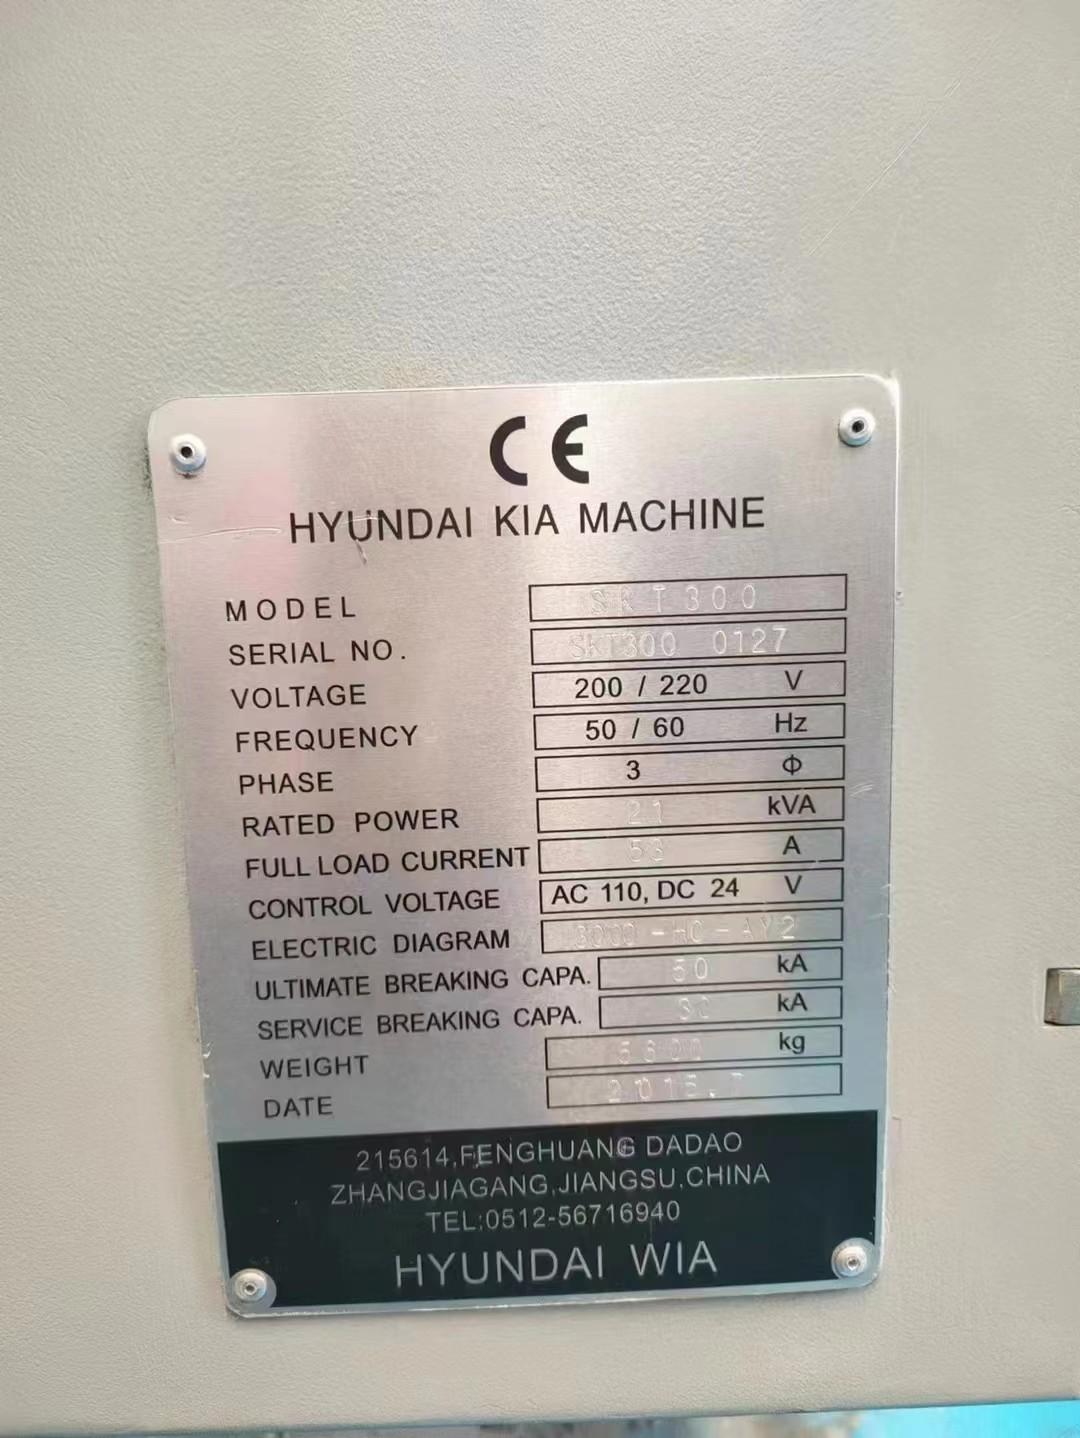 CE
HYUNDAI KIA MACHINE
MODEL SKT300
SERIAL NO. SKT300 0127
VOLTAGE 200 / 220 V
FREQUENCY 50 / 60 Hz
PHASE 3 Φ
RATED POWER 21 kVA
FULL LOAD CURRENT A
CONTROL VOLTAGE AC 110, DC 24 V
ELECTRIC DIAGRAM
ULTIMATE BREAKING CAPA. 50 kA
SERVICE BREAKING CAPA. kA
WEIGHT kg
DATE
215614,FENGHUANG DADAO
ZHANGJIAGANG,JIANGSU,CHINA
TEL:0512-56716940
HYUNDAI WIA